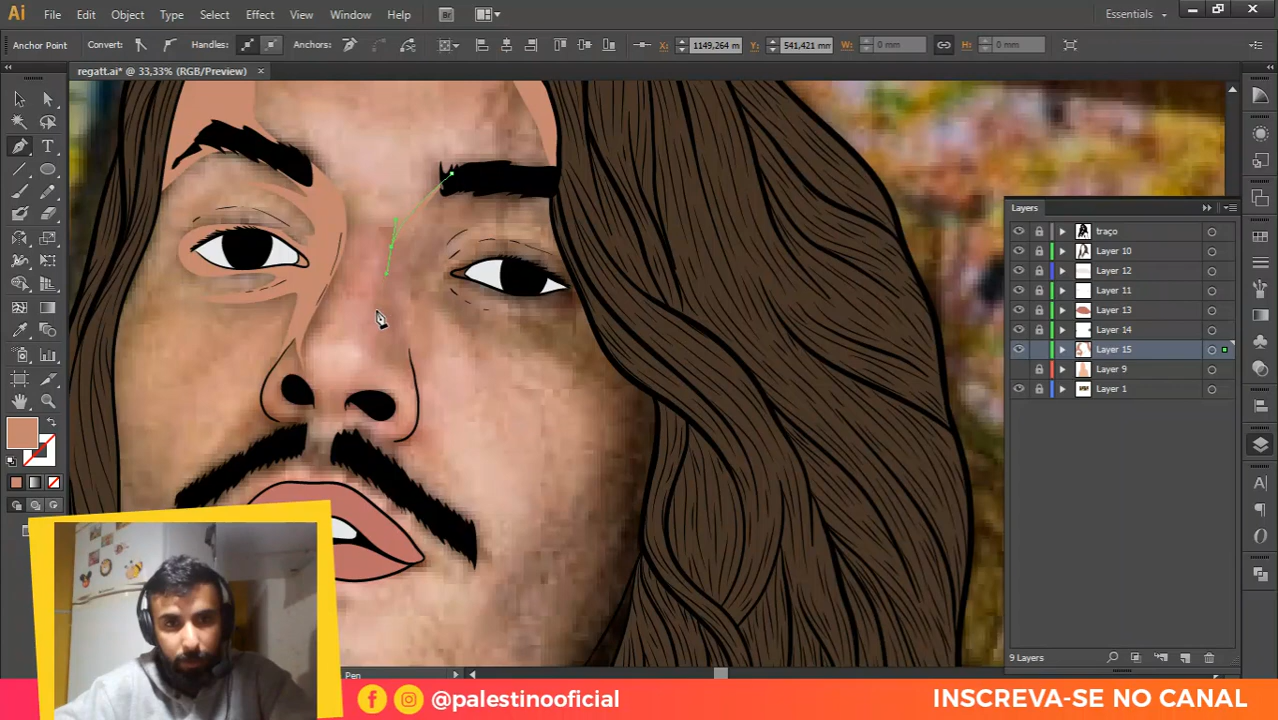 Ai File Edit Object Type Select Effect View Window Help Br Essentials
Anchor Point Convert: Handles: Anchors: X: 1149,264 m Y: 541,421 mm W: 0 mm H: 0 mm
regatt.ai* @ 33,33% (RGB/Preview)
Layers
traço
Layer 10
Layer 12
Layer 11
Layer 13
Layer 14
Layer 15
Layer 9
Layer 1
9 Layers
Pen
@palestinooficial
INSCREVA-SE NO CANAL